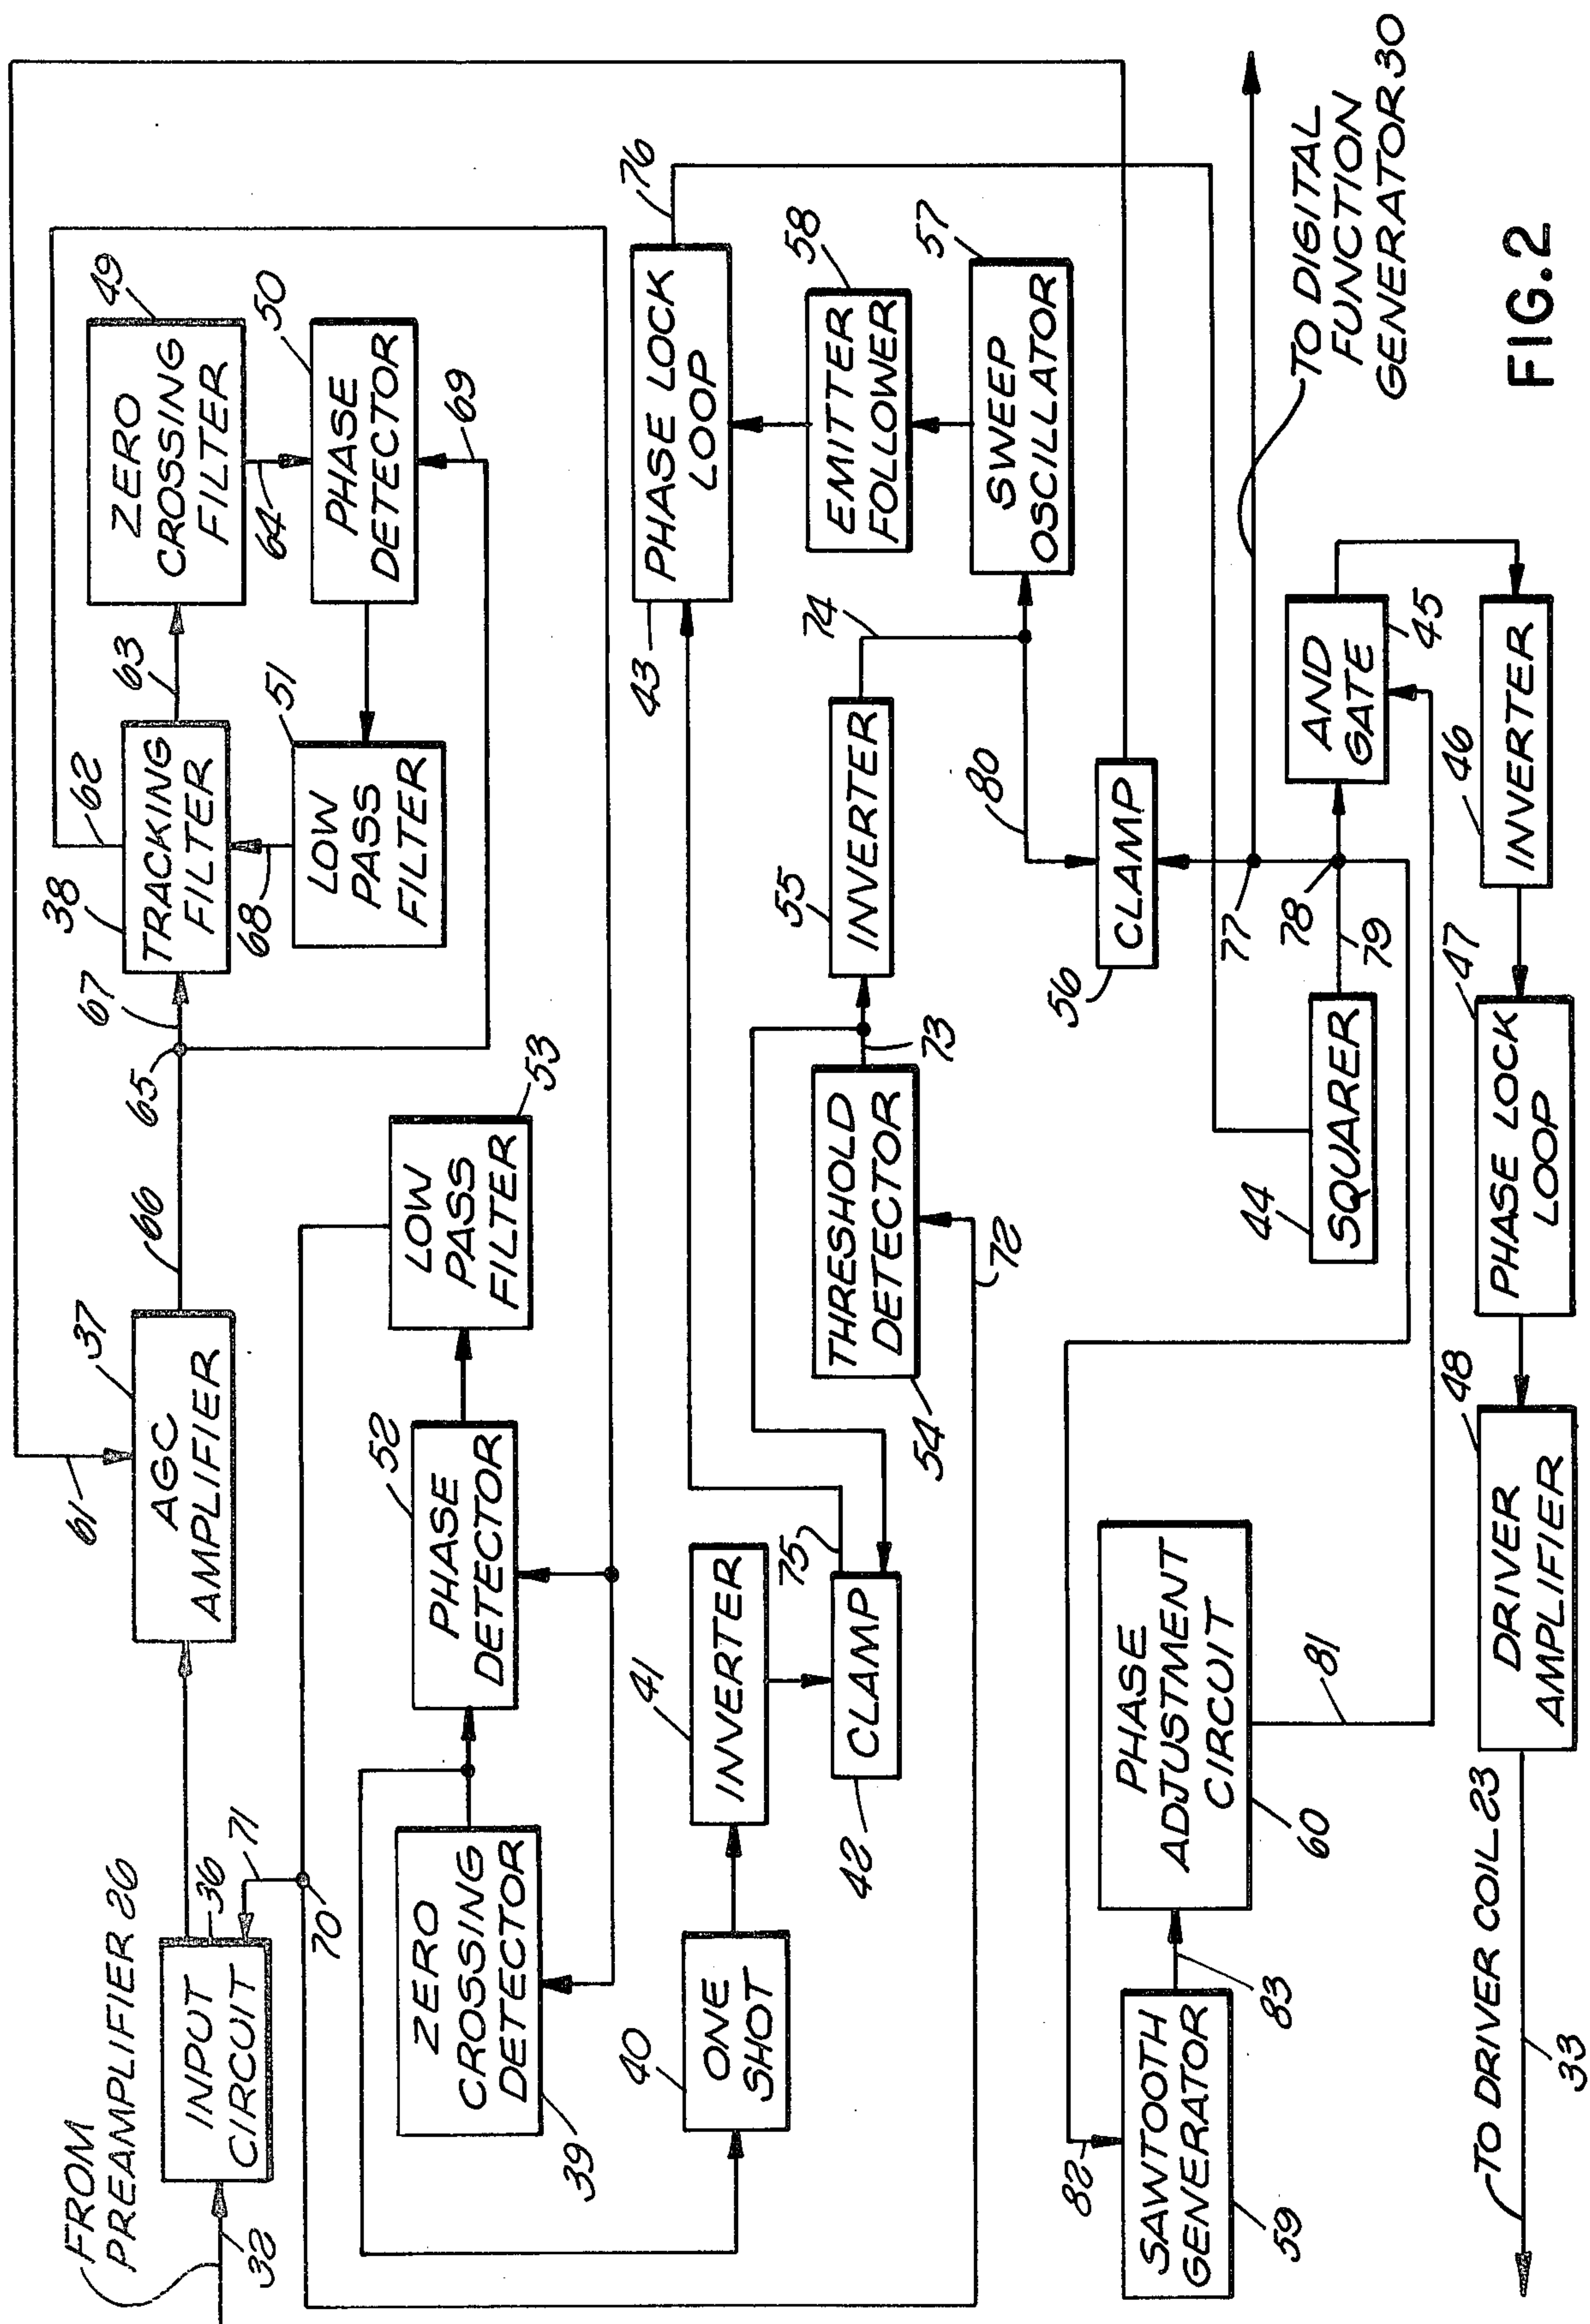 FROM
PREAMPLIFIER 26
32
INPUT
CIRCUIT
36
71
70
61
AGC
AMPLIFIER
37
66
65
67
38
TRACKING
FILTER
62
63
68
ZERO
CROSSING
FILTER
49
64
PHASE
DETECTOR
50
69
LOW
PASS
FILTER
51
ZERO
CROSSING
DETECTOR
39
PHASE
DETECTOR
52
LOW
PASS
FILTER
53
ONE
SHOT
40
INVERTER
41
CLAMP
42
75
THRESHOLD
DETECTOR
54
72
73
INVERTER
55
74
PHASE LOCK
LOOP
43
76
EMITTER
FOLLOWER
58
SWEEP
OSCILLATOR
57
80
CLAMP
56
77
78
79
SQUARER
44
AND
GATE
45
TO DIGITAL
FUNCTION
GENERATOR 30
SAWTOOTH
GENERATOR
59
82
83
PHASE
ADJUSTMENT
CIRCUIT
60
81
INVERTER
46
PHASE LOCK
LOOP
47
DRIVER
AMPLIFIER
48
TO DRIVER COIL 23
33
FIG.2